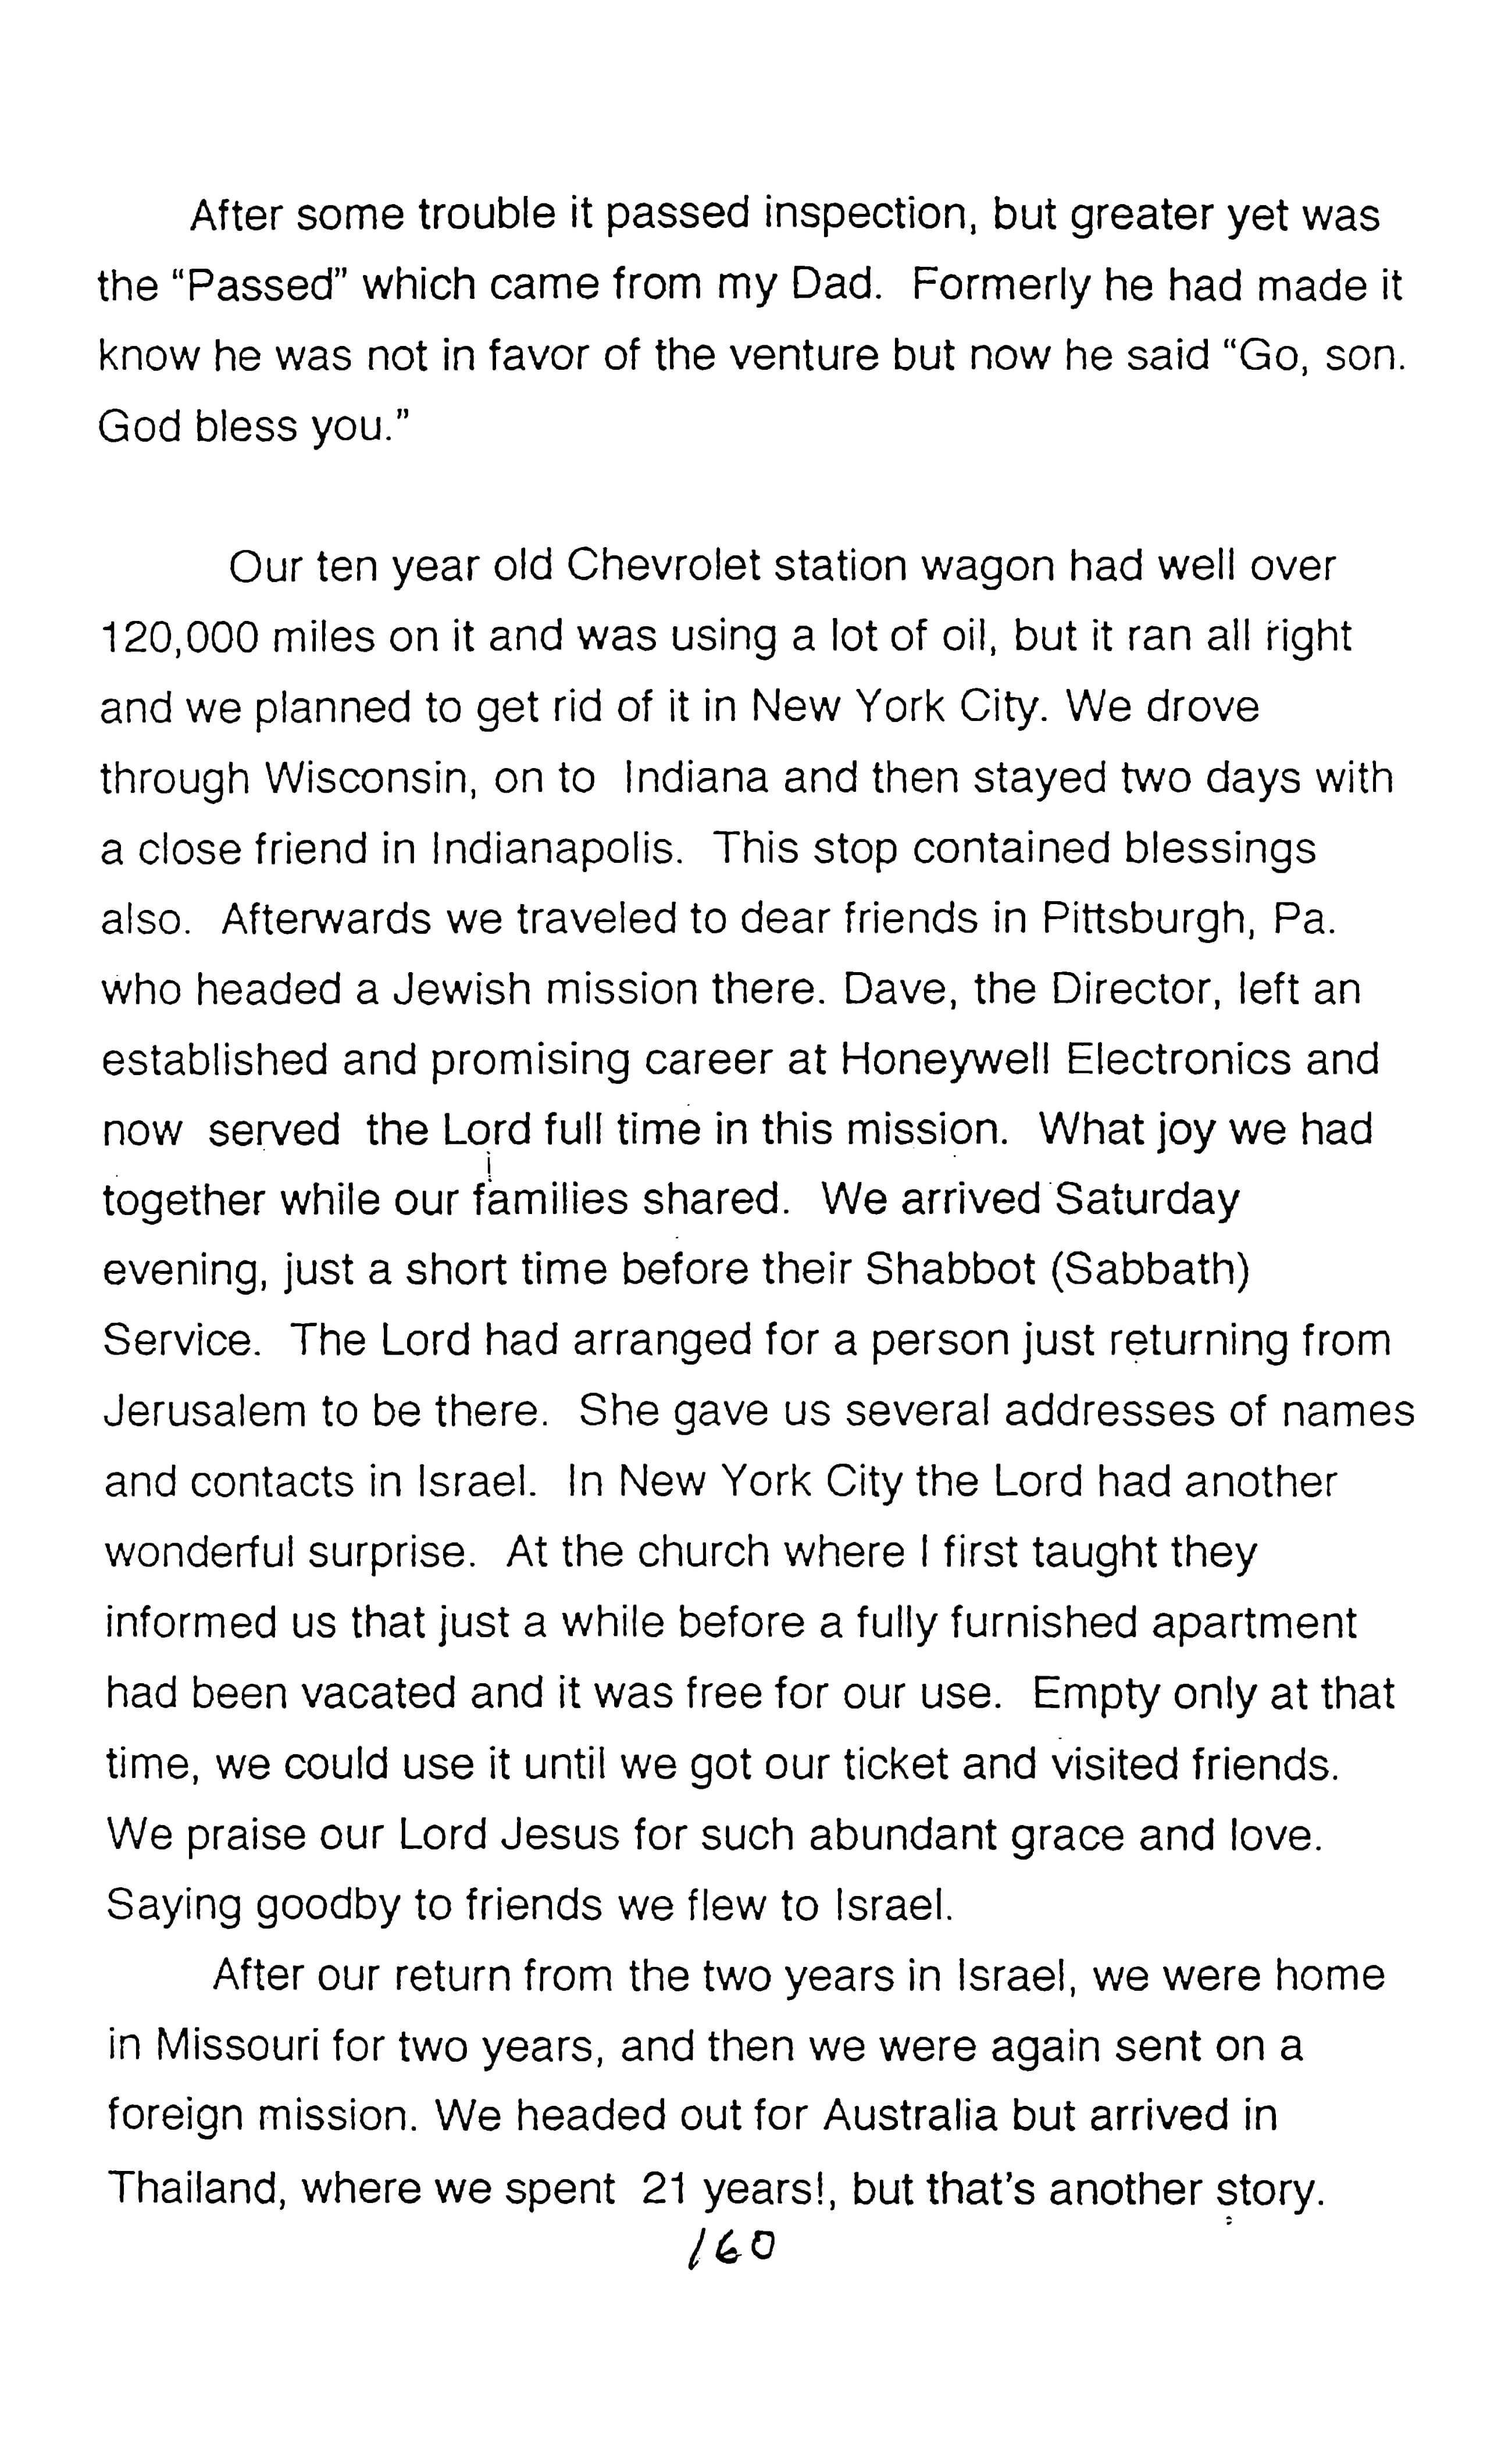 After some trouble it passed inspection, but greater yet was
the “Passed” which came from my Dad. Formerly he had made it
know he was not in favor of the venture but now he said “Go, son.
God bless you.”
Our ten year old Chevrolet station wagon had well over
120,000 miles on it and was using a lot of oil, but it ran all right
and we planned to get rid of it in New York City. We drove
through Wisconsin, on to Indiana and then stayed two days with
a close friend in Indianapolis. This stop contained blessings
also. Afterwards we traveled to dear friends in Pittsburgh, Pa.
who headed a Jewish mission there. Dave, the Director, left an
established and promising career at Honeywell Electronics and
now served the Lord full time in this mission. What joy we had
together while our families shared. We arrived Saturday
evening, just a short time before their Shabbot (Sabbath)
Service. The Lord had arranged for a person just returning from
Jerusalem to be there. She gave us several addresses of names
and contacts in Israel. In New York City the Lord had another
wonderful surprise. At the church where I first taught they
informed us that just a while before a fully furnished apartment
had been vacated and it was free for our use. Empty only at that
time, we could use it until we got our ticket and visited friends.
We praise our Lord Jesus for such abundant grace and love.
Saying goodby to friends we flew to Israel.
After our return from the two years in Israel, we were home
in Missouri for two years, and then we were again sent on a
foreign mission. We headed out for Australia but arrived in
Thailand, where we spent 21 years!, but that's another story.
160